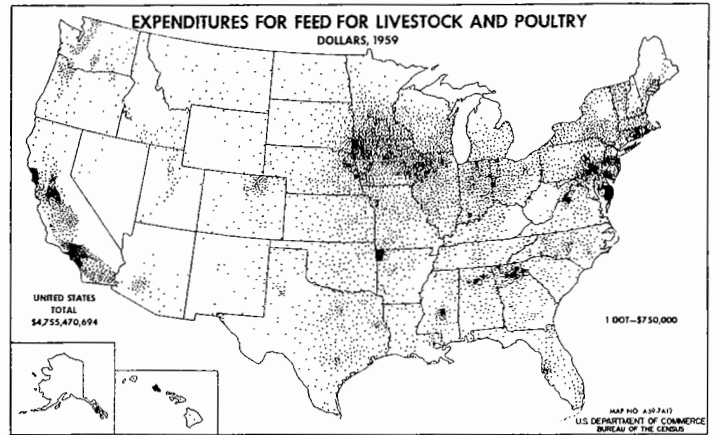 EXPENDITURES FOR FEED FOR LIVESTOCK AND POULTRY
DOLLARS, 1959
UNITED STATES
TOTAL
$4,755,470,694
1 DOT—$750,000
MAP NO. A59-7A17
U.S. DEPARTMENT OF COMMERCE
BUREAU OF THE CENSUS